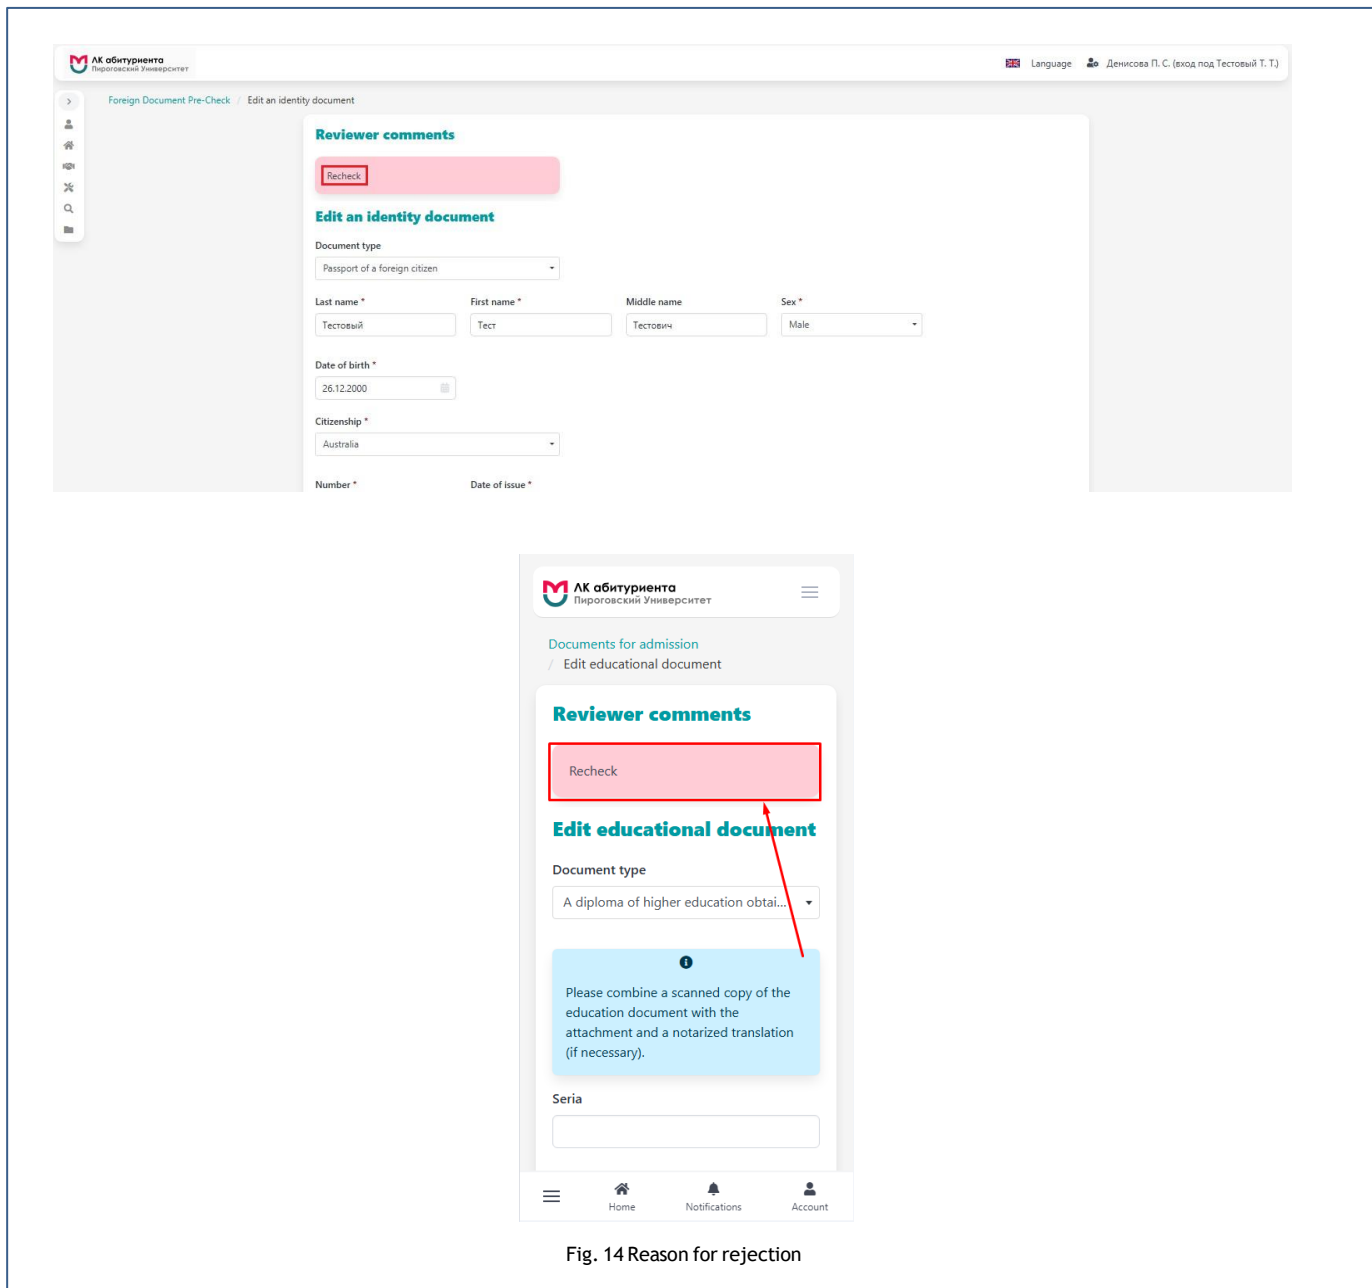 ЛК абитуриента
Пироговский Университет
Language Денисова П. С. (вход под Тестовый Т. Т.)
Foreign Document Pre-Check / Edit an identity document
Reviewer comments
Recheck
Edit an identity document
Document type
Passport of a foreign citizen
Last name * First name * Middle name Sex *
Тестовый Тест Тестович Male
Date of birth *
26.12.2000
Citizenship *
Australia
Number * Date of issue *
ЛК абитуриента
Пироговский Университет
Documents for admission
/ Edit educational document
Reviewer comments
Recheck
Edit educational document
Document type
A diploma of higher education obtai...
Please combine a scanned copy of the
education document with the
attachment and a notarized translation
(if necessary).
Seria
Home Notifications Account
Fig. 14 Reason for rejection